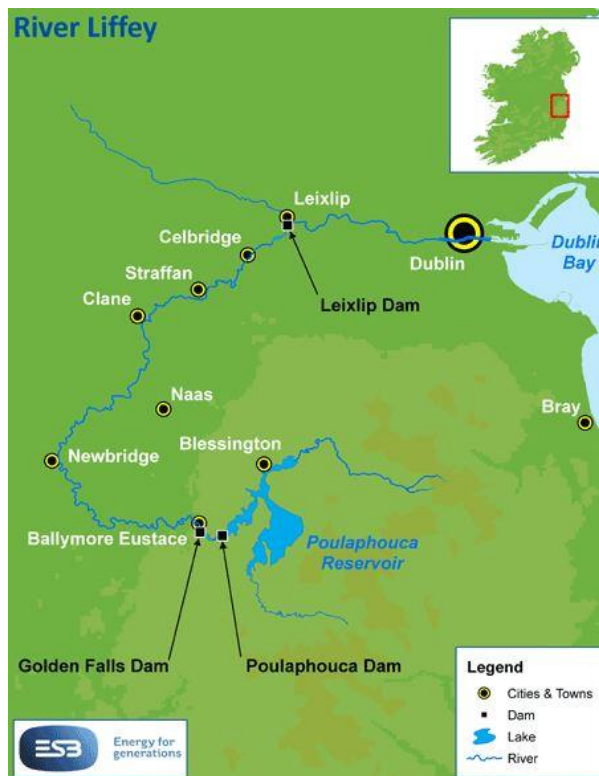 River Liffey
Leixlip
Celbridge
Dublin
Dublin
Bay
Straffan
Leixlip Dam
Clane
Naas
Bray
Blessington
Newbridge
Ballymore Eustace
Poulaphouca
Reservoir
Golden Falls Dam
Poulaphouca Dam
Legend
Cities & Towns
Dam
Lake
River
ESB
Energy for
generations